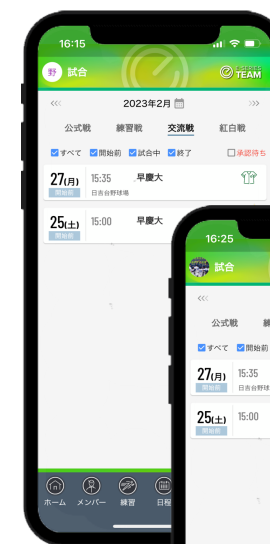 16:15
野 試合 E-SERIES TEAM
<<< 2023年2月 >>>
公式戦 練習戦 交流戦 紅白戦
すべて 開始前 試合中 終了 承認待ち
27(月) 15:35 早慶大
開始前 日吉台野球場
25(土) 15:00 早慶大
開始前
ホーム メンバー 練習 日程
16:25
試合
<<<
公式戦 練
すべて 開始前
27(月) 15:35
開始前 日吉台野球
25(土) 15:00
開始前